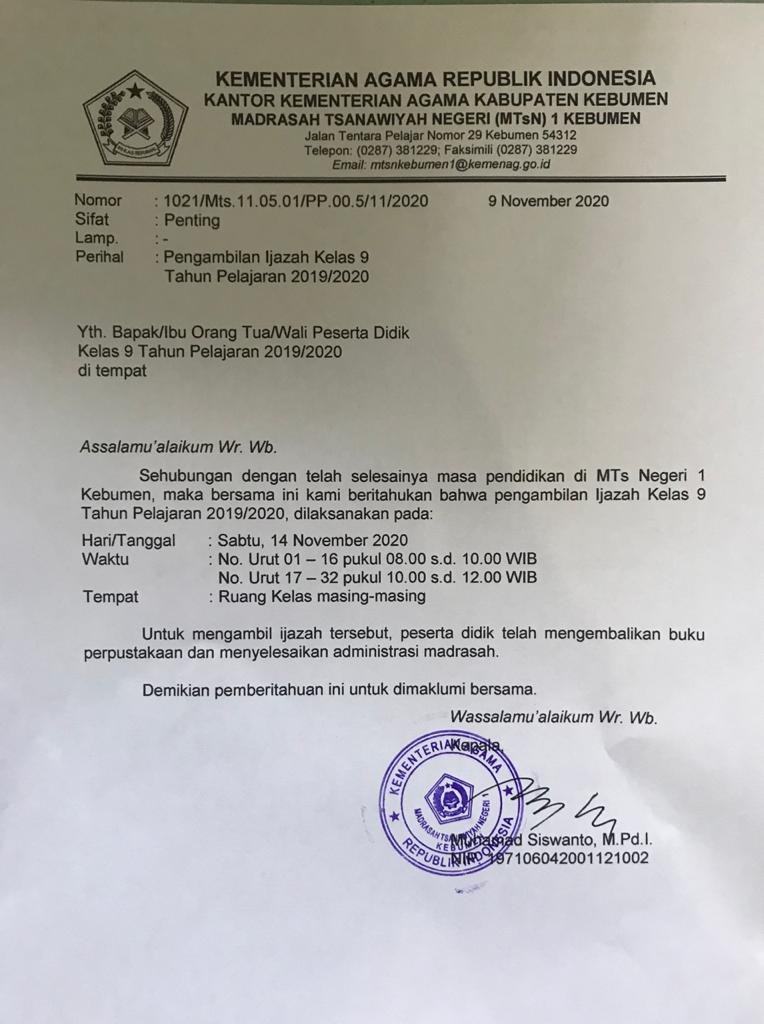 KEMENTERIAN AGAMA REPUBLIK INDONESIA
KANTOR KEMENTERIAN AGAMA KABUPATEN KEBUMEN
MADRASAH TSANAWIYAH NEGERI (MTsN) 1 KEBUMEN
Jalan Tentara Pelajar Nomor 29 Kebumen 54312
Telepon: (0287) 381229; Faksimili (0287) 381229
Email: mtsnkebumen1@kemenag.go.id
Nomor : 1021/Mts.11.05.01/PP.00.5/11/2020 9 November 2020
Sifat : Penting
Lamp. : -
Perihal : Pengambilan Ijazah Kelas 9
Tahun Pelajaran 2019/2020
Yth. Bapak/Ibu Orang Tua/Wali Peserta Didik
Kelas 9 Tahun Pelajaran 2019/2020
di tempat
Assalamu'alaikum Wr. Wb.
Sehubungan dengan telah selesainya masa pendidikan di MTs Negeri 1
Kebumen, maka bersama ini kami beritahukan bahwa pengambilan Ijazah Kelas 9
Tahun Pelajaran 2019/2020, dilaksanakan pada:
Hari/Tanggal : Sabtu, 14 November 2020
Waktu : No. Urut 01 – 16 pukul 08.00 s.d. 10.00 WIB
No. Urut 17 – 32 pukul 10.00 s.d. 12.00 WIB
Tempat : Ruang Kelas masing-masing
Untuk mengambil ijazah tersebut, peserta didik telah mengembalikan buku
perpustakaan dan menyelesaikan administrasi madrasah.
Demikian pemberitahuan ini untuk dimaklumi bersama.
Wassalamu'alaikum Wr. Wb.
Kepala,
KEMENTERIAN AGAMA
MADRASAH TSANAWIYAH NEGERI 1
KEBUMEN
REPUBLIK INDONESIA
Muhamad Siswanto, M.Pd.I.
NIP. 197106042001121002